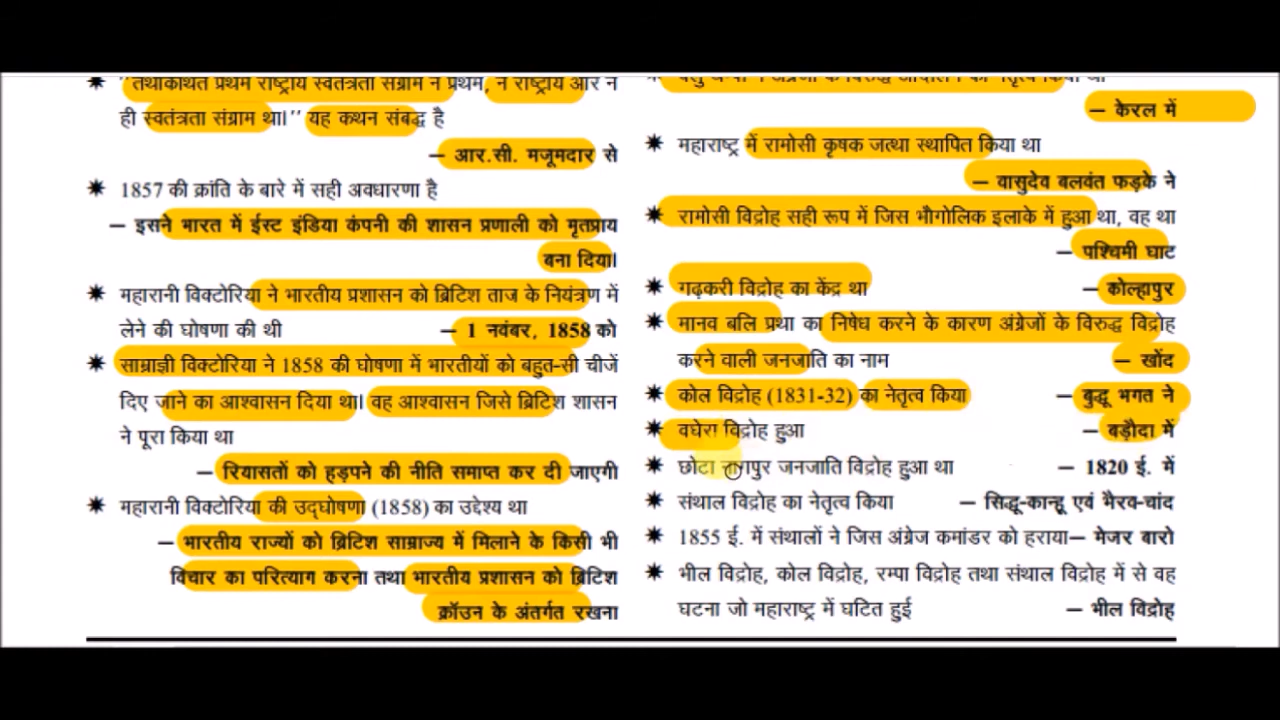 ✷ ''तथाकथित प्रथम राष्ट्रीय स्वतंत्रता संग्राम न प्रथम, न राष्ट्रीय और न
ही स्वतंत्रता संग्राम था।'' यह कथन संबद्ध है
– आर.सी. मजूमदार से
✷ 1857 की क्रांति के बारे में सही अवधारणा है
– इसने भारत में ईस्ट इंडिया कंपनी की शासन प्रणाली को मृतप्राय
बना दिया।
✷ महारानी विक्टोरिया ने भारतीय प्रशासन को ब्रिटिश ताज के नियंत्रण में
लेने की घोषणा की थी – 1 नवंबर, 1858 को
✷ साम्राज्ञी विक्टोरिया ने 1858 की घोषणा में भारतीयों को बहुत-सी चीजें
दिए जाने का आश्वासन दिया था। वह आश्वासन जिसे ब्रिटिश शासन
ने पूरा किया था
– रियासतों को हड़पने की नीति समाप्त कर दी जाएगी
✷ महारानी विक्टोरिया की उद्घोषणा (1858) का उद्देश्य था
– भारतीय राज्यों को ब्रिटिश साम्राज्य में मिलाने के किसी भी
विचार का परित्याग करना तथा भारतीय प्रशासन को ब्रिटिश
क्रॉउन के अंतर्गत रखना
ने अंग्रेजों के विरुद्ध आंदोलन का नेतृत्व किया था
– केरल में
✷ महाराष्ट्र में रामोसी कृषक जत्था स्थापित किया था
– वासुदेव बलवंत फड़के ने
✷ रामोसी विद्रोह सही रूप में जिस भौगोलिक इलाके में हुआ था, वह था
– पश्चिमी घाट
✷ गढ़करी विद्रोह का केंद्र था – कोल्हापुर
✷ मानव बलि प्रथा का निषेध करने के कारण अंग्रेजों के विरुद्ध विद्रोह
करने वाली जनजाति का नाम – खोंद
✷ कोल विद्रोह (1831-32) का नेतृत्व किया – बुद्धू भगत ने
✷ वघेरा विद्रोह हुआ – बड़ौदा में
✷ छोटा नागपुर जनजाति विद्रोह हुआ था – 1820 ई. में
✷ संथाल विद्रोह का नेतृत्व किया – सिद्धू-कान्हू एवं भैरव-चांद
✷ 1855 ई. में संथालों ने जिस अंग्रेज कमांडर को हराया– मेजर बारो
✷ भील विद्रोह, कोल विद्रोह, रम्पा विद्रोह तथा संथाल विद्रोह में से वह
घटना जो महाराष्ट्र में घटित हुई – भील विद्रोह